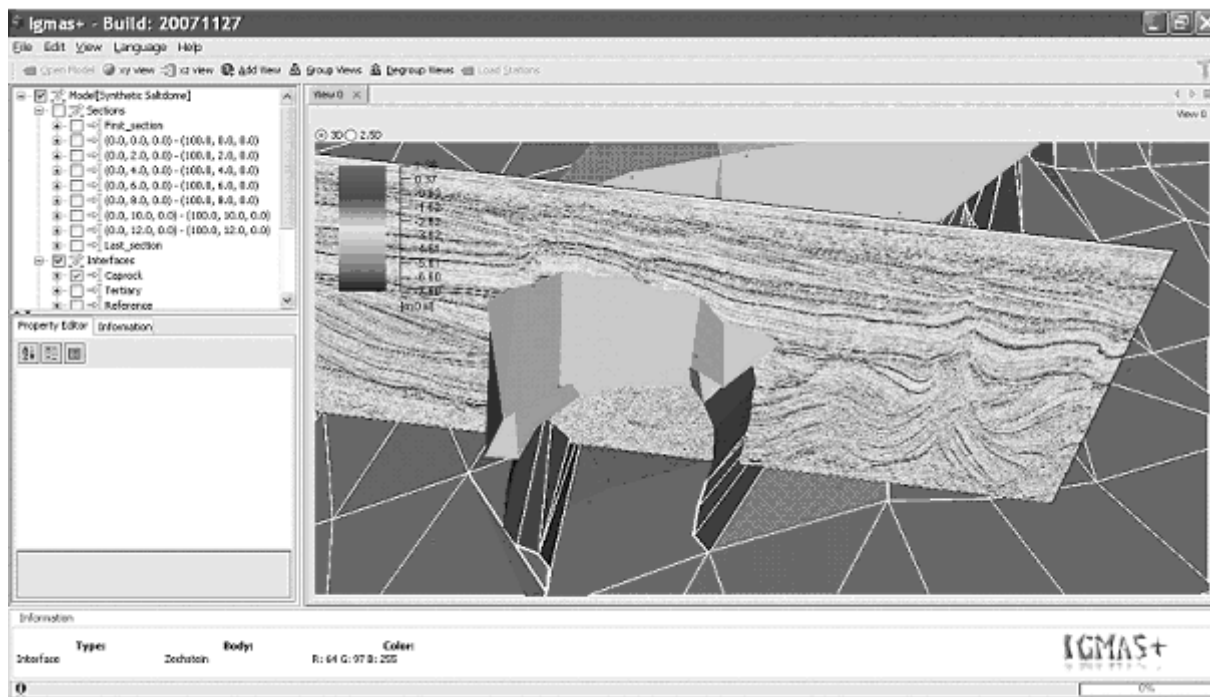 Igmas+ - Build: 20071127
File Edit View Language Help
Open Model xy view xz view Add View Group Views Degroup Views Load Stations
Model[Synthetic Saltdome]
Sections
First_section
(0.0, 0.0, 0.0) - (100.0, 0.0, 0.0)
(0.0, 2.0, 0.0) - (100.0, 2.0, 0.0)
(0.0, 4.0, 0.0) - (100.0, 4.0, 0.0)
(0.0, 6.0, 0.0) - (100.0, 6.0, 0.0)
(0.0, 8.0, 0.0) - (100.0, 8.0, 0.0)
(0.0, 10.0, 0.0) - (100.0, 10.0, 0.0)
(0.0, 12.0, 0.0) - (100.0, 12.0, 0.0)
Last_section
Interfaces
Caprock
Tertiary
Reference
Property Editor Information
View 0
View 0
3D 2.5D
Information
Type: Body: Color:
Interface Zechstein R: 64 G: 97 B: 255
IGMAS+
0%